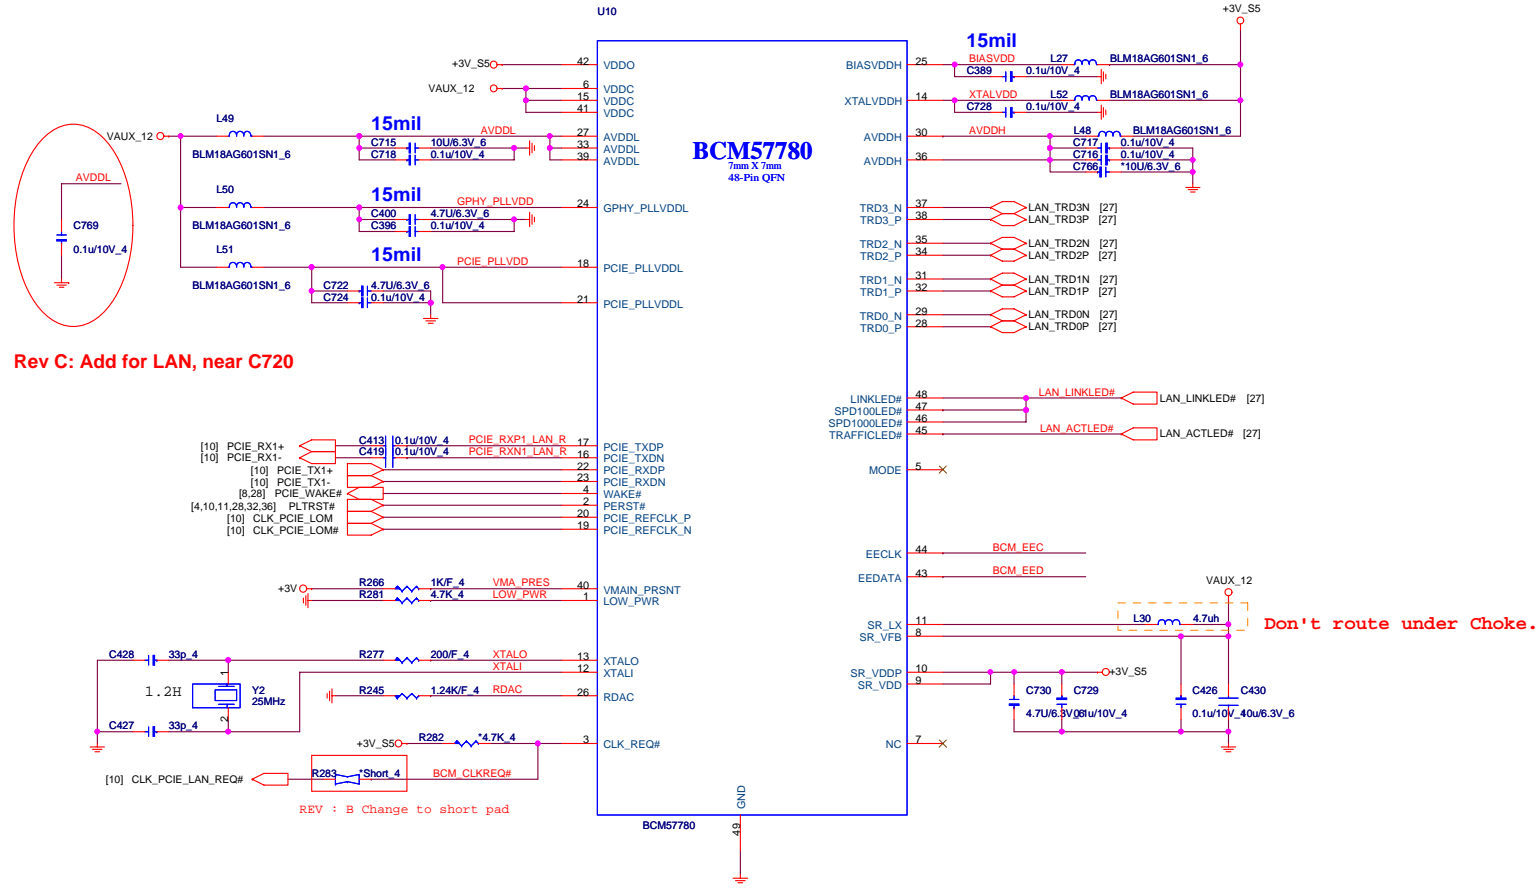 U10
+3V_S5
15mil
+3V_S5 42 VDDO
BIASVDDH 25 BIASVDD L27 BLM18AG601SN1_6
C389 0.1u/10V_4
VAUX_12 6 VDDC
15 VDDC
41 VDDC
XTALVDDH 14 XTALVDD L52 BLM18AG601SN1_6
C728 0.1u/10V_4
L49 15mil
VAUX_12 AVDDL 27 AVDDL
BLM18AG601SN1_6 C715 10U/6.3V_6 33 AVDDL
C718 0.1u/10V_4 39 AVDDL
BCM57780
7mm X 7mm
48-Pin QFN
AVDDH 30 AVDDH L48 BLM18AG601SN1_6
C717 0.1u/10V_4
AVDDH 36 C716 0.1u/10V_4
C766 *10U/6.3V_6
AVDDL
C769
0.1u/10V_4
L50 15mil
GPHY_PLLVDD 24 GPHY_PLLVDDL
BLM18AG601SN1_6 C400 4.7U/6.3V_6
C396 0.1u/10V_4
L51 15mil
PCIE_PLLVDD 18 PCIE_PLLVDDL
BLM18AG601SN1_6 C722 4.7U/6.3V_6
C724 0.1u/10V_4 21 PCIE_PLLVDDL
TRD3_N 37 LAN_TRD3N [27]
TRD3_P 38 LAN_TRD3P [27]
TRD2_N 35 LAN_TRD2N [27]
TRD2_P 34 LAN_TRD2P [27]
TRD1_N 31 LAN_TRD1N [27]
TRD1_P 32 LAN_TRD1P [27]
TRD0_N 29 LAN_TRD0N [27]
TRD0_P 28 LAN_TRD0P [27]
Rev C: Add for LAN, near C720
LINKLED# 48 LAN_LINKLED# LAN_LINKLED# [27]
SPD100LED# 47
SPD1000LED# 46
TRAFFICLED# 45 LAN_ACTLED# LAN_ACTLED# [27]
[10] PCIE_RX1+ C413 0.1u/10V_4 PCIE_RXP1_LAN_R 17 PCIE_TXDP
[10] PCIE_RX1- C419 0.1u/10V_4 PCIE_RXN1_LAN_R 16 PCIE_TXDN
[10] PCIE_TX1+ 22 PCIE_RXDP
[10] PCIE_TX1- 23 PCIE_RXDN
[8,28] PCIE_WAKE# 4 WAKE#
[4,10,11,28,32,36] PLTRST# 2 PERST#
[10] CLK_PCIE_LOM 20 PCIE_REFCLK_P
[10] CLK_PCIE_LOM# 19 PCIE_REFCLK_N
MODE 5
EECLK 44 BCM_EEC
EEDATA 43 BCM_EED
+3V R266 1K/F_4 VMA_PRES 40 VMAIN_PRSNT
R281 4.7K_4 LOW_PWR 1 LOW_PWR
VAUX_12
SR_LX 11 L30 4.7uh
SR_VFB 8
Don't route under Choke.
C428 33p_4 R277 200/F_4 XTALO 13 XTALO
XTALI 12 XTALI
1.2H 1 Y2
25MHz
2
C427 33p_4
R245 1.24K/F_4 RDAC 26 RDAC
SR_VDDP 10 +3V_S5
SR_VDD 9
C730 C729 C426 C430
4.7U/6.3V_6 0.1u/10V_4 0.1u/10V_4 10u/6.3V_6
+3V_S5 R282 *4.7K_4 3 CLK_REQ#
NC 7
[10] CLK_PCIE_LAN_REQ# R283 *Short_4 BCM_CLKREQ#
REV : B Change to short pad
GND
49
BCM57780